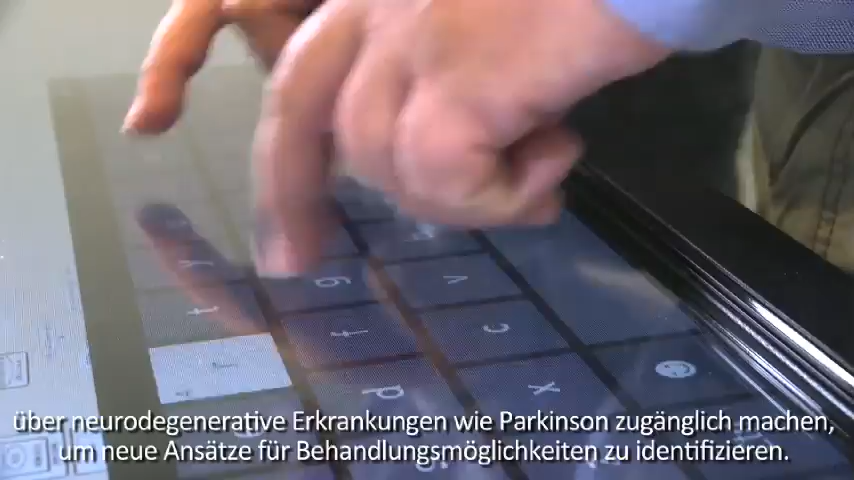 y
g
v
t
f
c
r
d
x
über neurodegenerative Erkrankungen wie Parkinson zugänglich machen,
um neue Ansätze für Behandlungsmöglichkeiten zu identifizieren.